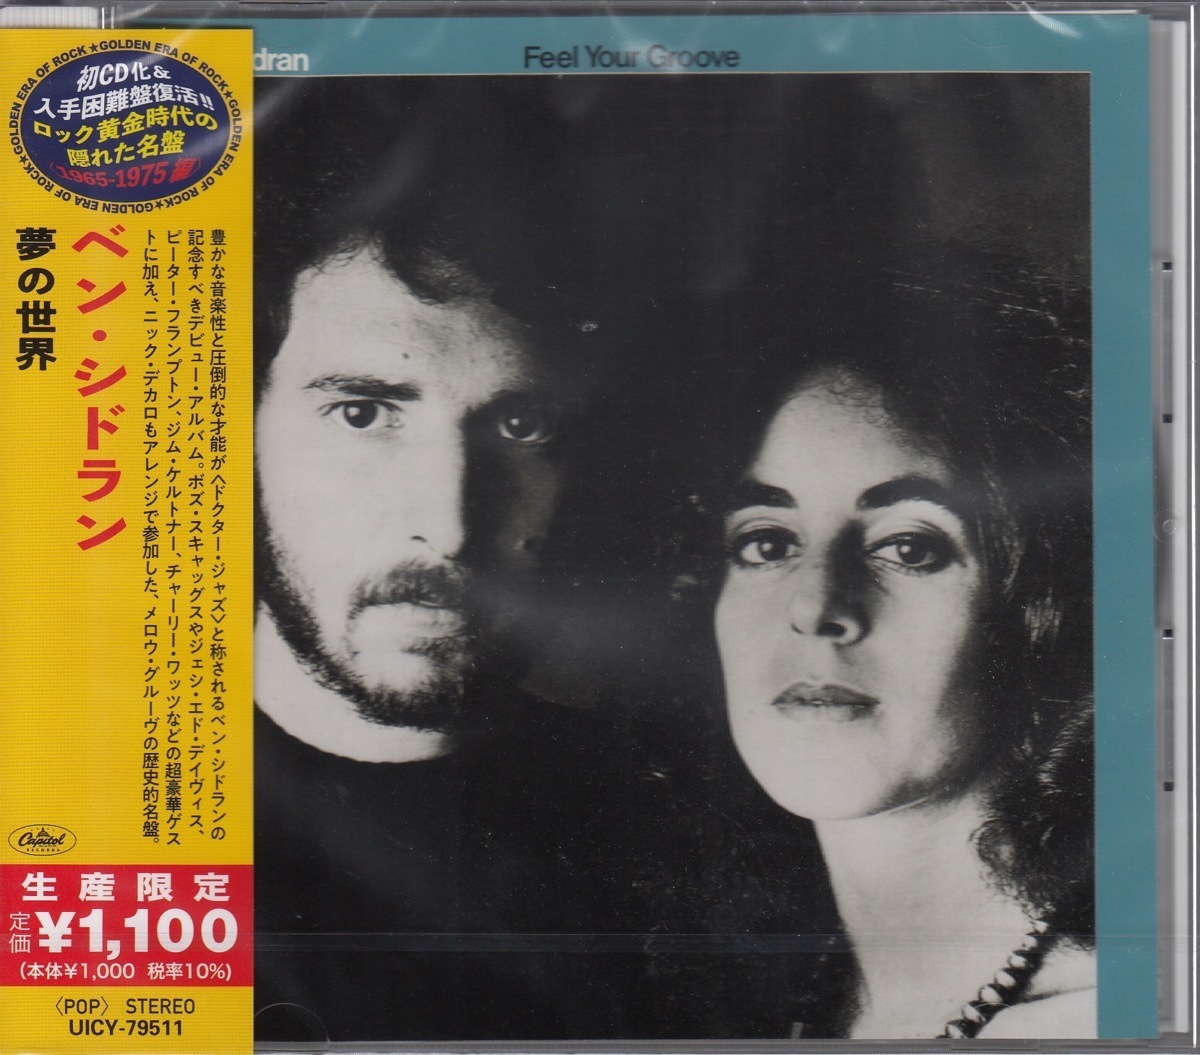 ★GOLDEN ERA OF ROCK★GOLDEN ERA OF ROCK★GOLDEN ERA OF ROCK★GOLDEN ERA OF ROCK
初CD化&
入手困難盤復活!!
ロック黄金時代の
隠れた名盤
〈1965-1975編〉
dran
Feel Your Groove
豊かな音楽性と圧倒的な才能が〈ドクター・ジャズ〉と称されるベン・シドランの
記念すべきデビュー・アルバム。ボズ・スキャッグスやジェシ・エド・デイヴィス、
ピーター・フランプトン、ジム・ケルトナー、チャーリー・ワッツなどの超豪華ゲス
トに加え、ニック・デカロもアレンジで参加した、メロウ・グルーヴの歴史的名盤。
ベン・シドラン
夢の世界
Capitol
RECORDS
生産限定
定価¥1,100
(本体¥1,000 税率10%)
〈POP〉 STEREO
UICY-79511